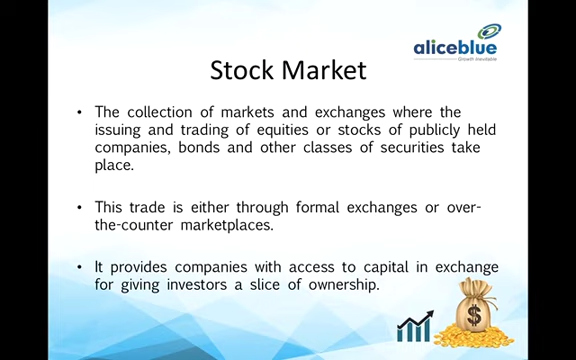 aliceblue
Growth Inevitable
Stock Market
• The collection of markets and exchanges where the
issuing and trading of equities or stocks of publicly held
companies, bonds and other classes of securities take
place.
• This trade is either through formal exchanges or over-
the-counter marketplaces.
• It provides companies with access to capital in exchange
for giving investors a slice of ownership.
$